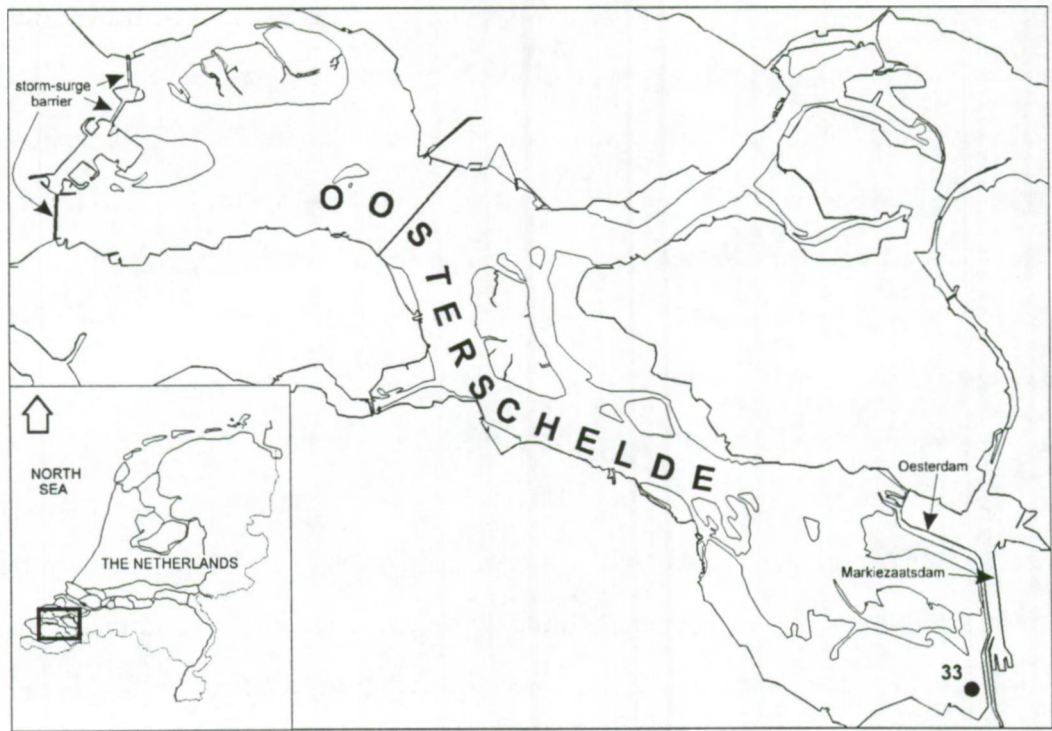 storm-surge
barrier
OOSTERSCHELDE
NORTH
SEA
THE NETHERLANDS
Oesterdam
Markiezaatsdam
33